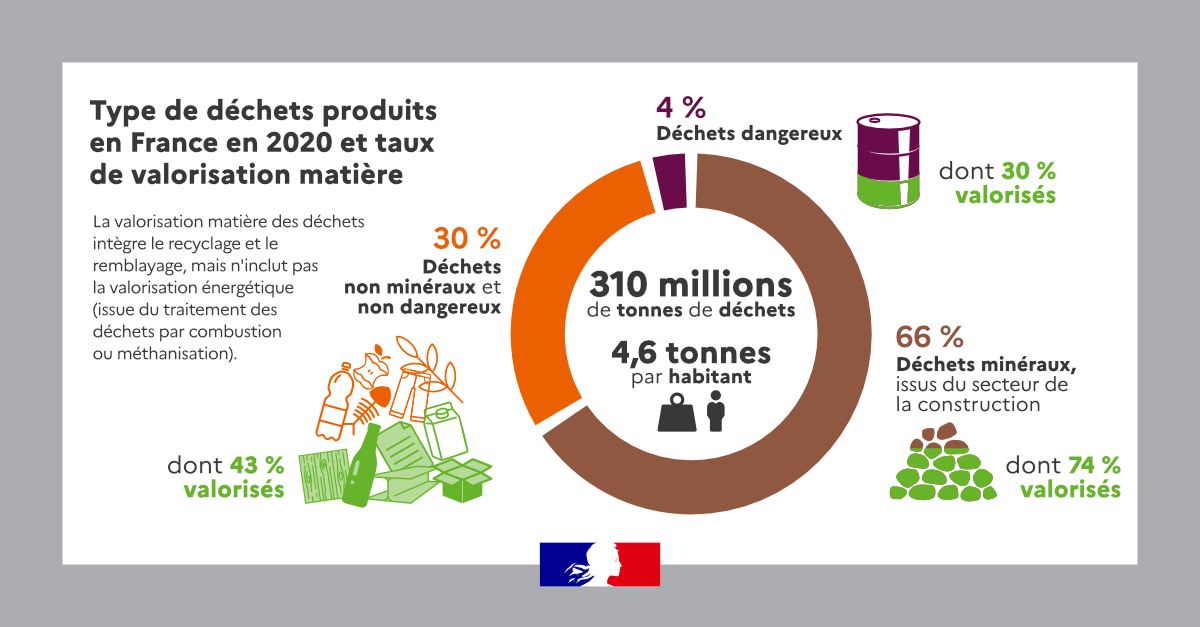 Type de déchets produits
en France en 2020 et taux
de valorisation matière
La valorisation matière des déchets
intègre le recyclage et le
remblayage, mais n'inclut pas
la valorisation énergétique
(issue du traitement des
déchets par combustion
ou méthanisation).
4 %
Déchets dangereux
dont 30 %
valorisés
30 %
Déchets
non minéraux et
non dangereux
dont 43 %
valorisés
310 millions
de tonnes de déchets
4,6 tonnes
par habitant
66 %
Déchets minéraux,
issus du secteur de
la construction
dont 74 %
valorisés